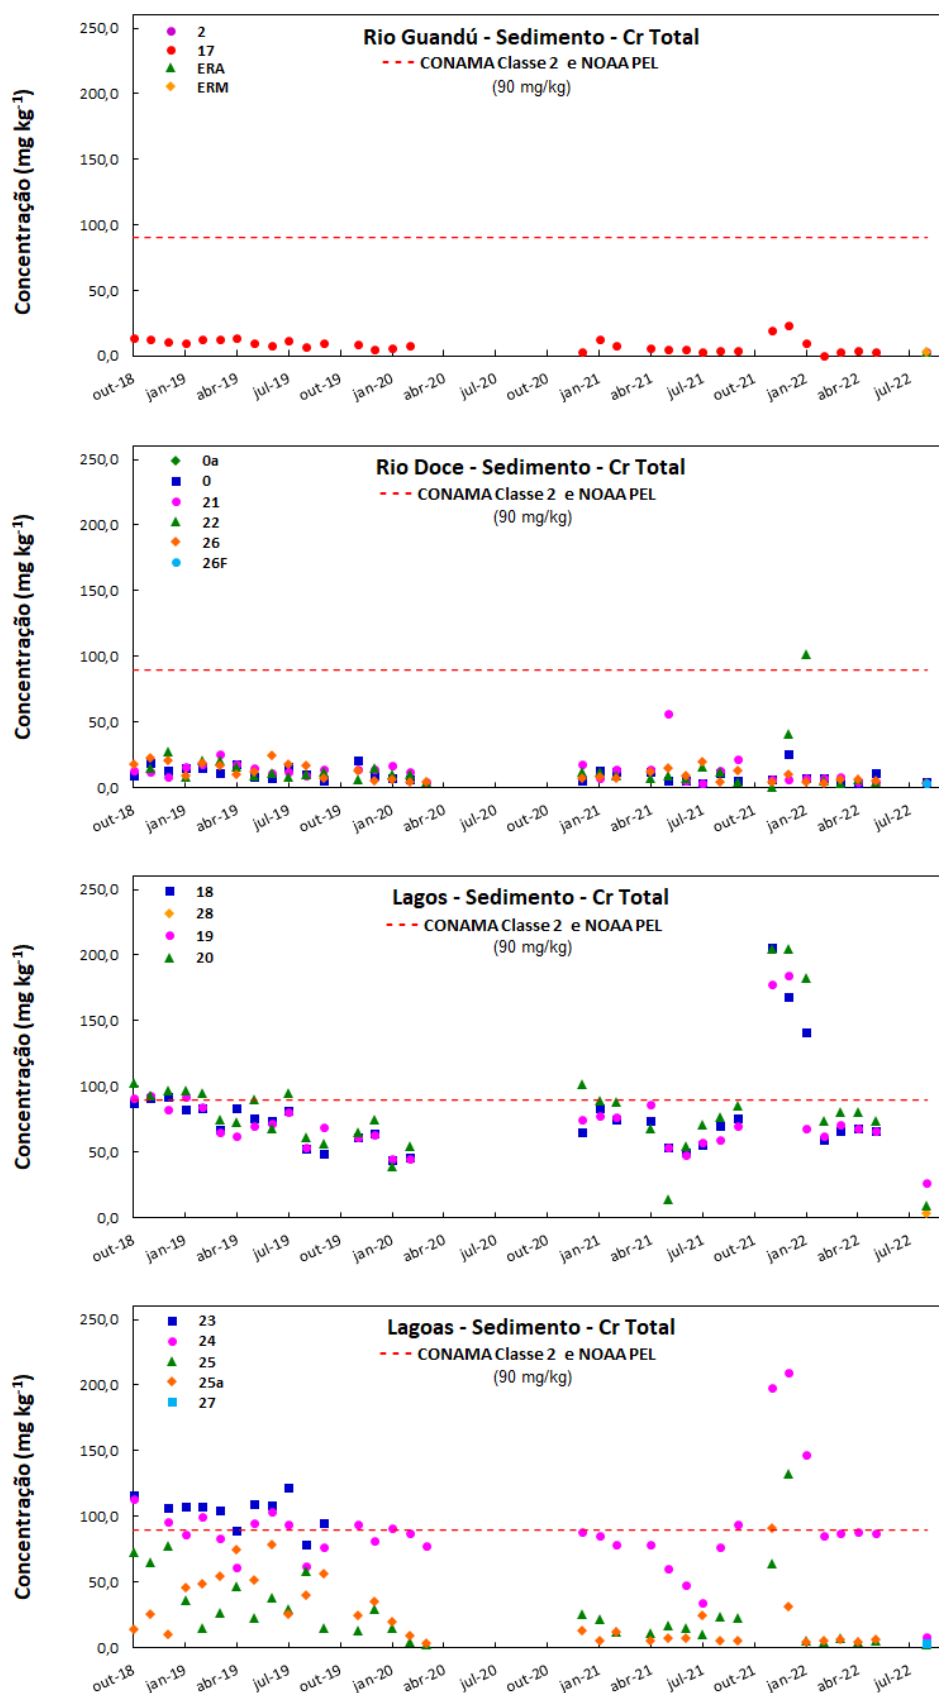 Rio Guandú - Sedimento - Cr Total
CONAMA Classe 2 e NOAA PEL
(90 mg/kg)
2
17
ERA
ERM
Concentração (mg kg⁻¹)
250,0
200,0
150,0
100,0
50,0
0,0
out-18 jan-19 abr-19 jul-19 out-19 jan-20 abr-20 jul-20 out-20 jan-21 abr-21 jul-21 out-21 jan-22 abr-22 jul-22
Rio Doce - Sedimento - Cr Total
CONAMA Classe 2 e NOAA PEL
(90 mg/kg)
0a
0
21
22
26
26F
Concentração (mg kg⁻¹)
250,0
200,0
150,0
100,0
50,0
0,0
out-18 jan-19 abr-19 jul-19 out-19 jan-20 abr-20 jul-20 out-20 jan-21 abr-21 jul-21 out-21 jan-22 abr-22 jul-22
Lagos - Sedimento - Cr Total
CONAMA Classe 2 e NOAA PEL
(90 mg/kg)
18
28
19
20
Concentração (mg kg⁻¹)
250,0
200,0
150,0
100,0
50,0
0,0
out-18 jan-19 abr-19 jul-19 out-19 jan-20 abr-20 jul-20 out-20 jan-21 abr-21 jul-21 out-21 jan-22 abr-22 jul-22
Lagoas - Sedimento - Cr Total
CONAMA Classe 2 e NOAA PEL
(90 mg/kg)
23
24
25
25a
27
Concentração (mg kg⁻¹)
250,0
200,0
150,0
100,0
50,0
0,0
out-18 jan-19 abr-19 jul-19 out-19 jan-20 abr-20 jul-20 out-20 jan-21 abr-21 jul-21 out-21 jan-22 abr-22 jul-22